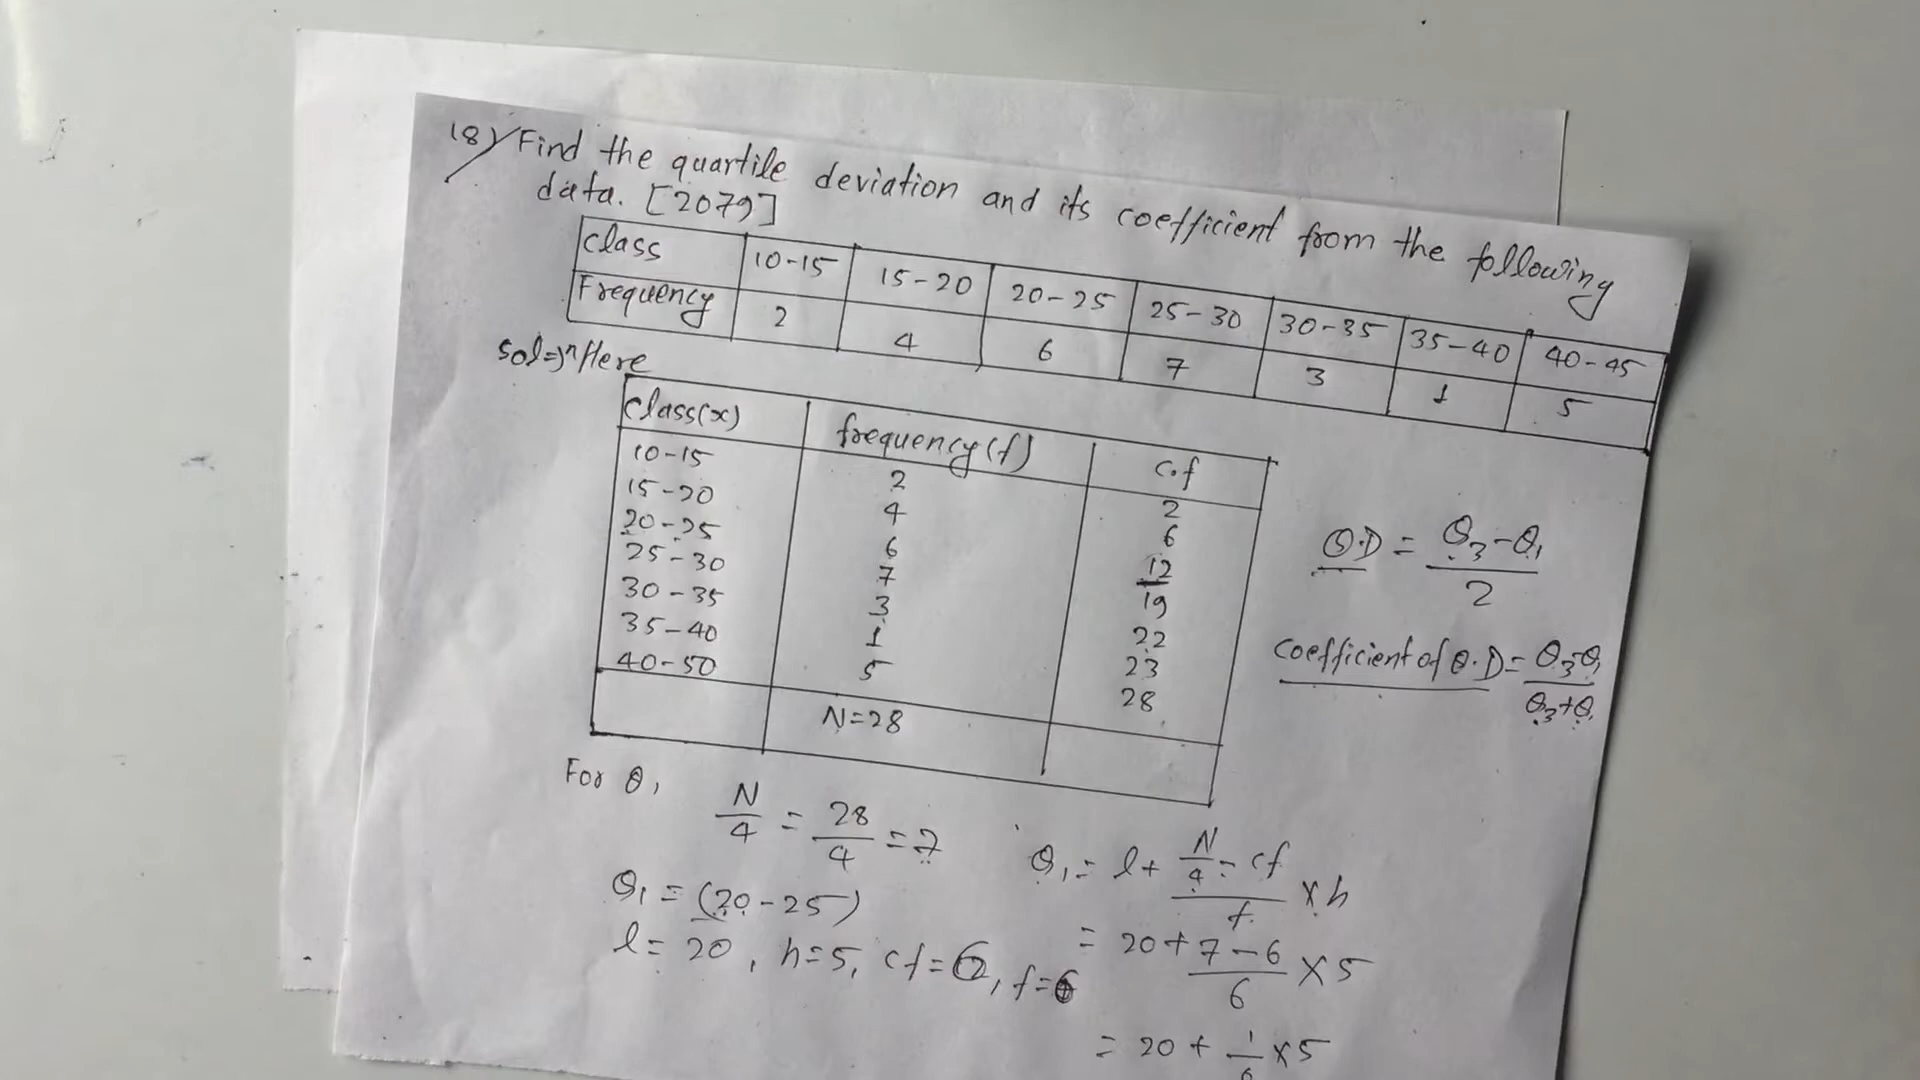 18) Find the quartile deviation and its coefficient from the following
data. [2079]
class 10-15 15-20 20-25 25-30 30-35 35-40 40-45
Frequency 2 4 6 7 3 1 5
sol=)n Here
class(x) frequency(f) c.f
10-15 2 2
15-20 4 6
20-25 6 12
25-30 7 19
30-35 3 22
35-40 1 23
40-50 5 28
N=28
Q.D = Q3-Q1/2
coefficient of Q.D = Q3-Q1/Q3+Q1
For Q1
N/4 = 28/4 = 7
Q1 = (20-25)
l=20, h=5, cf=6, f=6
Q1 = l + N/4 - cf/f × h
= 20 + 7-6/6 × 5
= 20 + 1/6 × 5